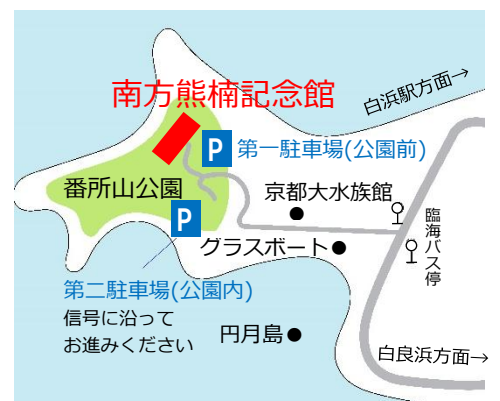 南方熊楠記念館
白浜駅方面→
P 第一駐車場(公園前)
番所山公園
京都大水族館
P
臨海バス停
グラスボート
第二駐車場(公園内)
信号に沿って
お進みください
円月島
白良浜方面→